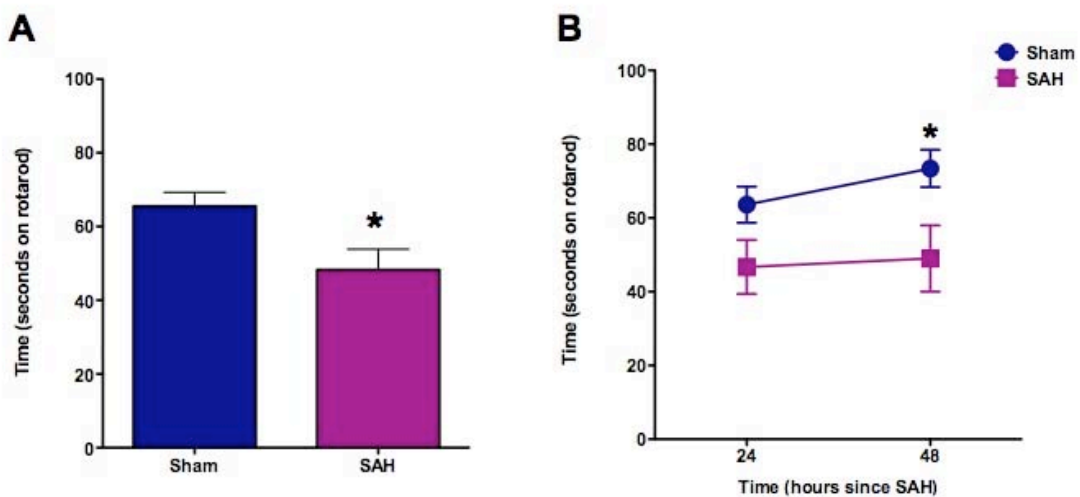 A
Time (seconds on rotarod)
100
80
60
40
20
0
*
Sham
SAH
B
Sham
SAH
Time (seconds on rotarod)
100
80
60
40
20
0
*
24
48
Time (hours since SAH)